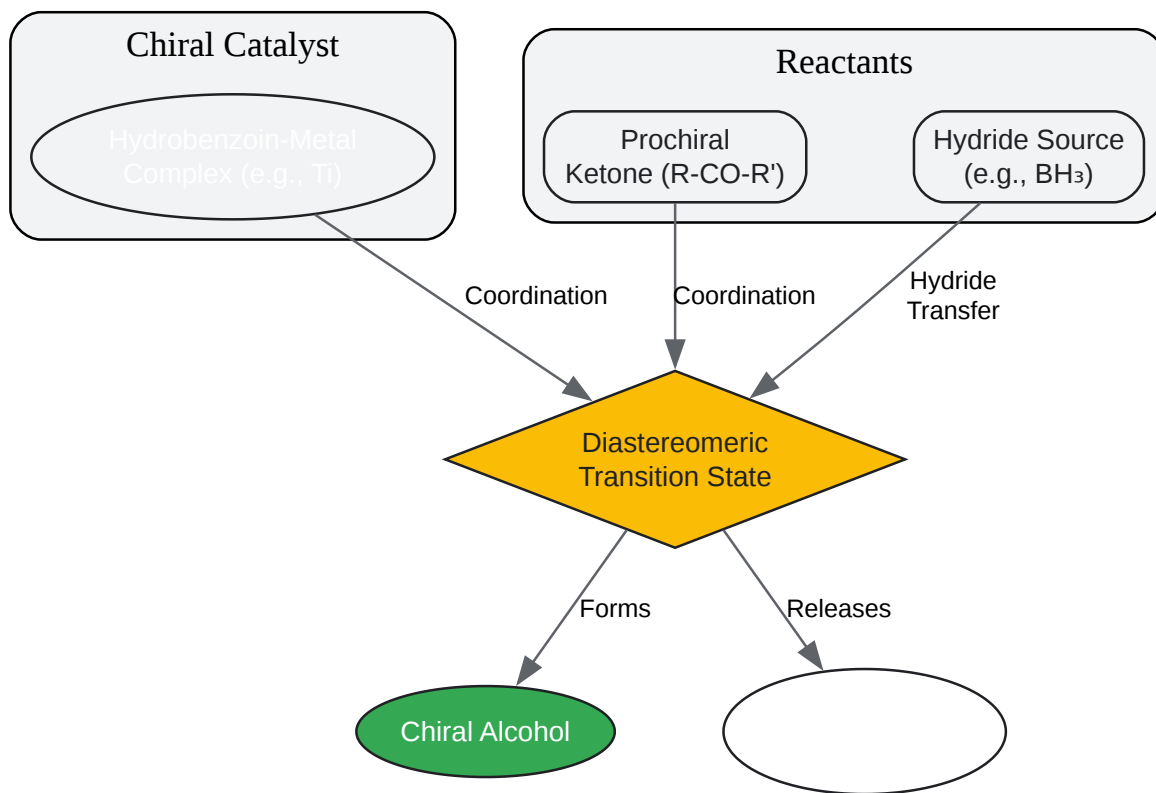 Chiral Catalyst
Hydrobenzoin-Metal
Complex (e.g., Ti)
Reactants
Prochiral
Ketone (R-CO-R')
Hydride Source
(e.g., BH₃)
Coordination
Coordination
Hydride
Transfer
Diastereomeric
Transition State
Forms
Releases
Chiral Alcohol